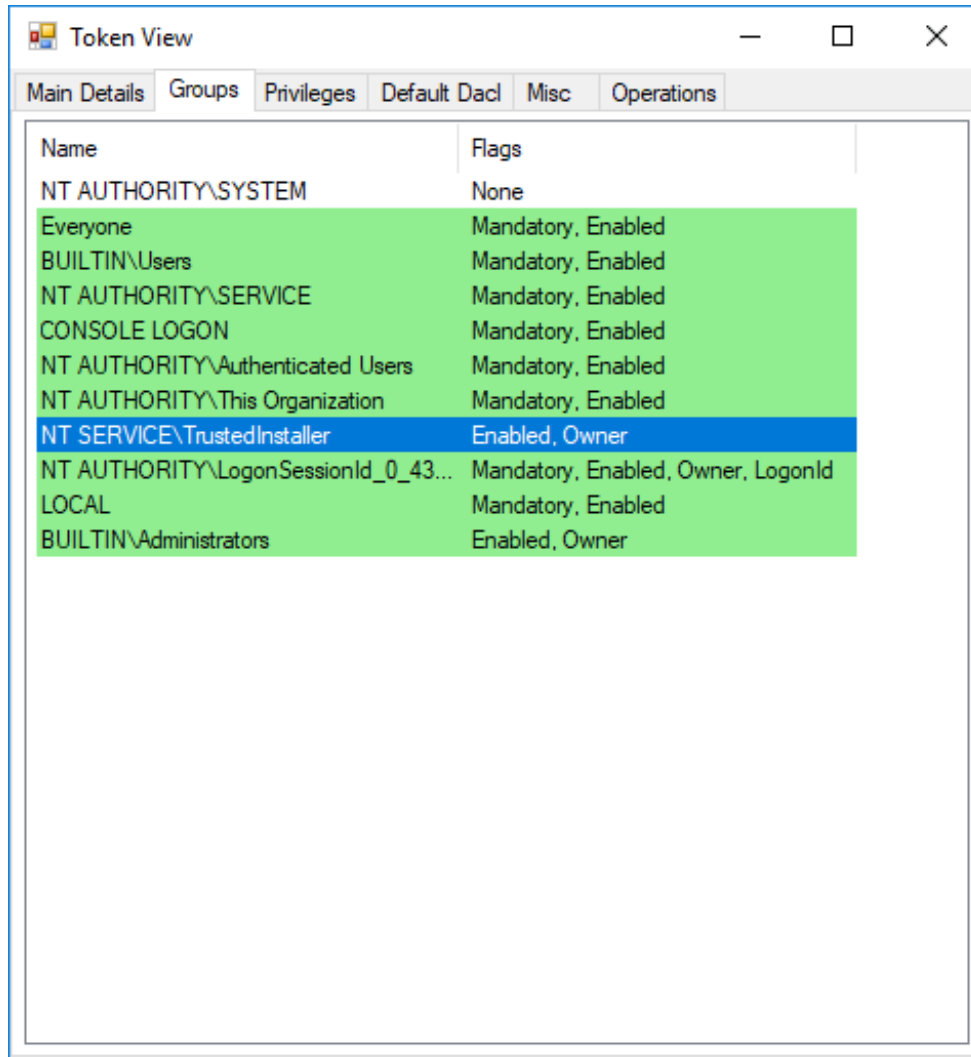 Token View
Main Details Groups Privileges Default Dacl Misc Operations
Name Flags
NT AUTHORITY\SYSTEM None
Everyone Mandatory, Enabled
BUILTIN\Users Mandatory, Enabled
NT AUTHORITY\SERVICE Mandatory, Enabled
CONSOLE LOGON Mandatory, Enabled
NT AUTHORITY\Authenticated Users Mandatory, Enabled
NT AUTHORITY\This Organization Mandatory, Enabled
NT SERVICE\TrustedInstaller Enabled, Owner
NT AUTHORITY\LogonSessionId_0_43... Mandatory, Enabled, Owner, LogonId
LOCAL Mandatory, Enabled
BUILTIN\Administrators Enabled, Owner